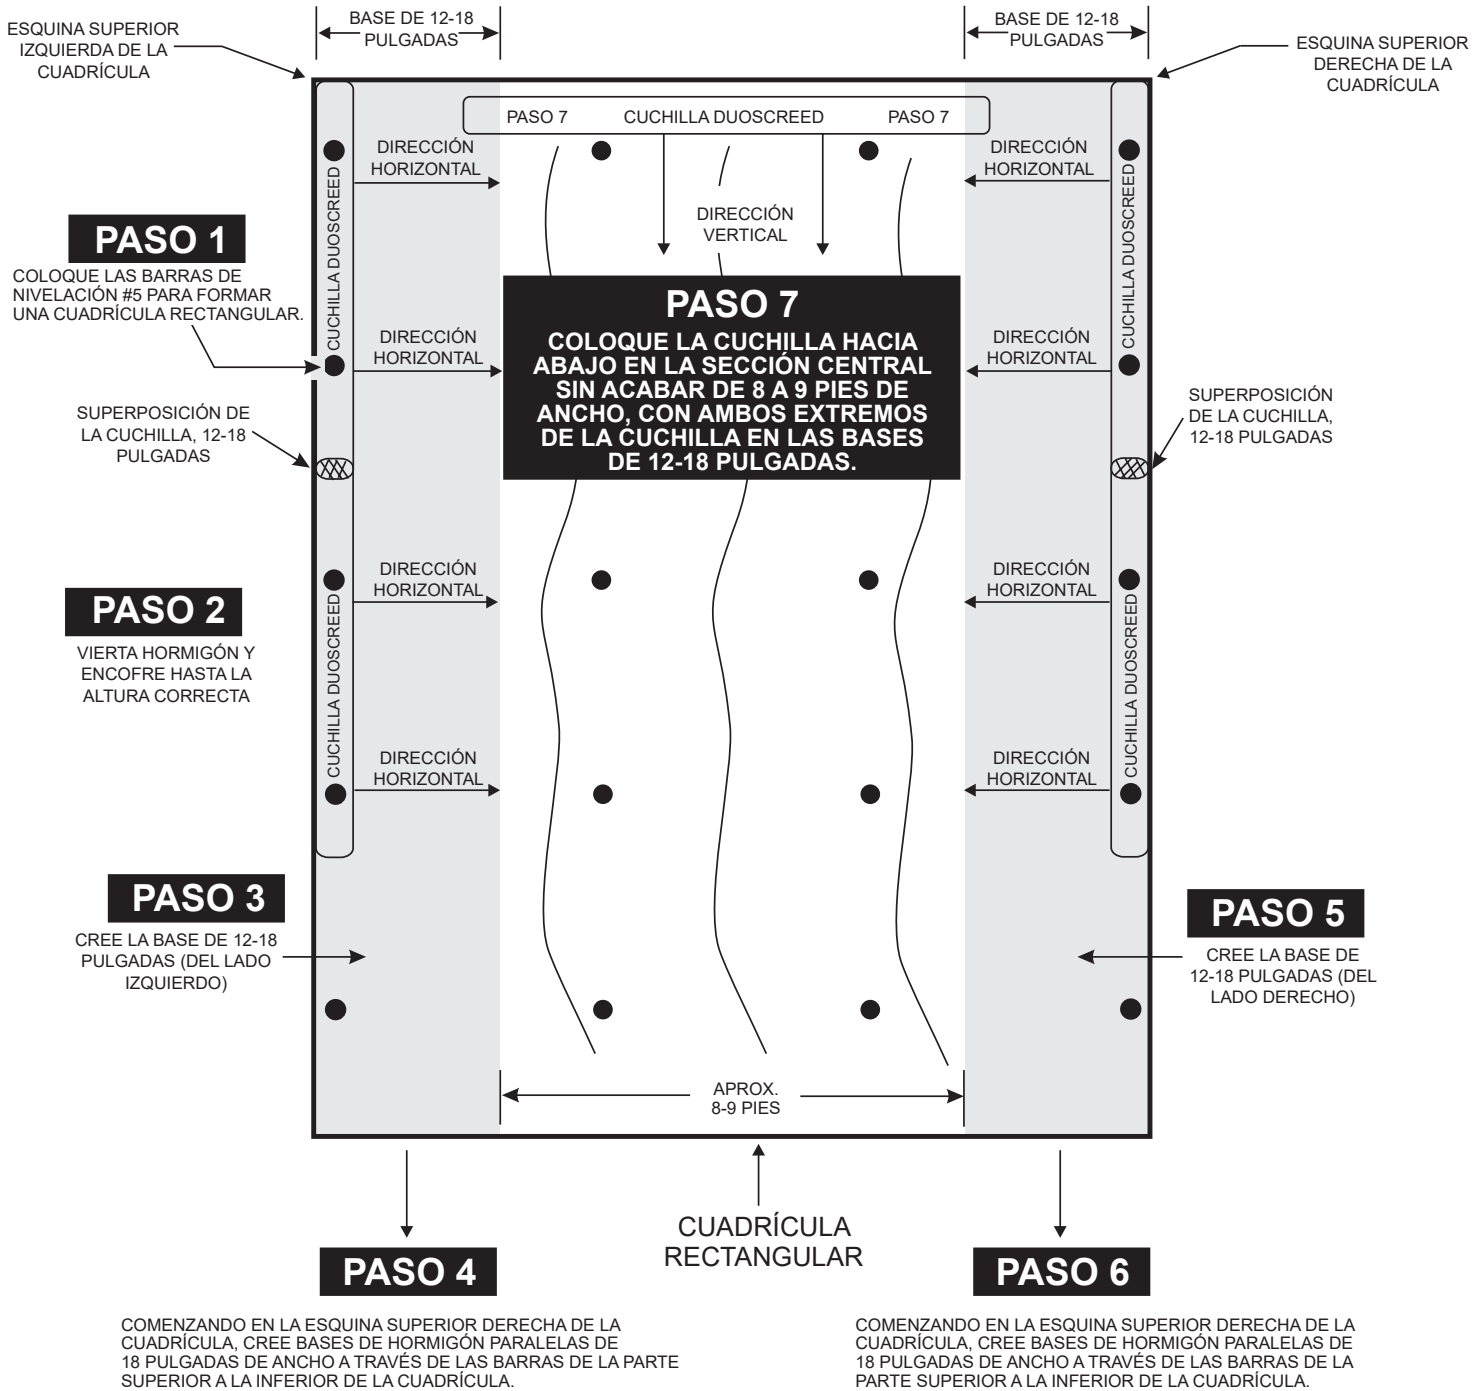 BASE DE 12-18
PULGADAS
BASE DE 12-18
PULGADAS
ESQUINA SUPERIOR
IZQUIERDA DE LA
CUADRÍCULA
ESQUINA SUPERIOR
DERECHA DE LA
CUADRÍCULA
PASO 7
CUCHILLA DUOSCREED
PASO 7
DIRECCIÓN
HORIZONTAL
DIRECCIÓN
HORIZONTAL
CUCHILLA DUOSCREED
CUCHILLA DUOSCREED
DIRECCIÓN
VERTICAL
PASO 1
COLOQUE LAS BARRAS DE
NIVELACIÓN #5 PARA FORMAR
UNA CUADRÍCULA RECTANGULAR.
PASO 7
COLOQUE LA CUCHILLA HACIA
ABAJO EN LA SECCIÓN CENTRAL
SIN ACABAR DE 8 A 9 PIES DE
ANCHO, CON AMBOS EXTREMOS
DE LA CUCHILLA EN LAS BASES
DE 12-18 PULGADAS.
DIRECCIÓN
HORIZONTAL
DIRECCIÓN
HORIZONTAL
SUPERPOSICIÓN DE
LA CUCHILLA, 12-18
PULGADAS
SUPERPOSICIÓN
DE LA CUCHILLA,
12-18 PULGADAS
DIRECCIÓN
HORIZONTAL
DIRECCIÓN
HORIZONTAL
PASO 2
VIERTA HORMIGÓN Y
ENCOFRE HASTA LA
ALTURA CORRECTA
CUCHILLA DUOSCREED
CUCHILLA DUOSCREED
DIRECCIÓN
HORIZONTAL
DIRECCIÓN
HORIZONTAL
PASO 3
CREE LA BASE DE 12-18
PULGADAS (DEL LADO
IZQUIERDO)
PASO 5
CREE LA BASE DE
12-18 PULGADAS (DEL
LADO DERECHO)
APROX.
8-9 PIES
CUADRÍCULA
RECTANGULAR
PASO 4
COMENZANDO EN LA ESQUINA SUPERIOR DERECHA DE LA
CUADRÍCULA, CREE BASES DE HORMIGÓN PARALELAS DE
18 PULGADAS DE ANCHO A TRAVÉS DE LAS BARRAS DE LA PARTE
SUPERIOR A LA INFERIOR DE LA CUADRÍCULA.
PASO 6
COMENZANDO EN LA ESQUINA SUPERIOR DERECHA DE LA
CUADRÍCULA, CREE BASES DE HORMIGÓN PARALELAS DE
18 PULGADAS DE ANCHO A TRAVÉS DE LAS BARRAS DE LA
PARTE SUPERIOR A LA INFERIOR DE LA CUADRÍCULA.